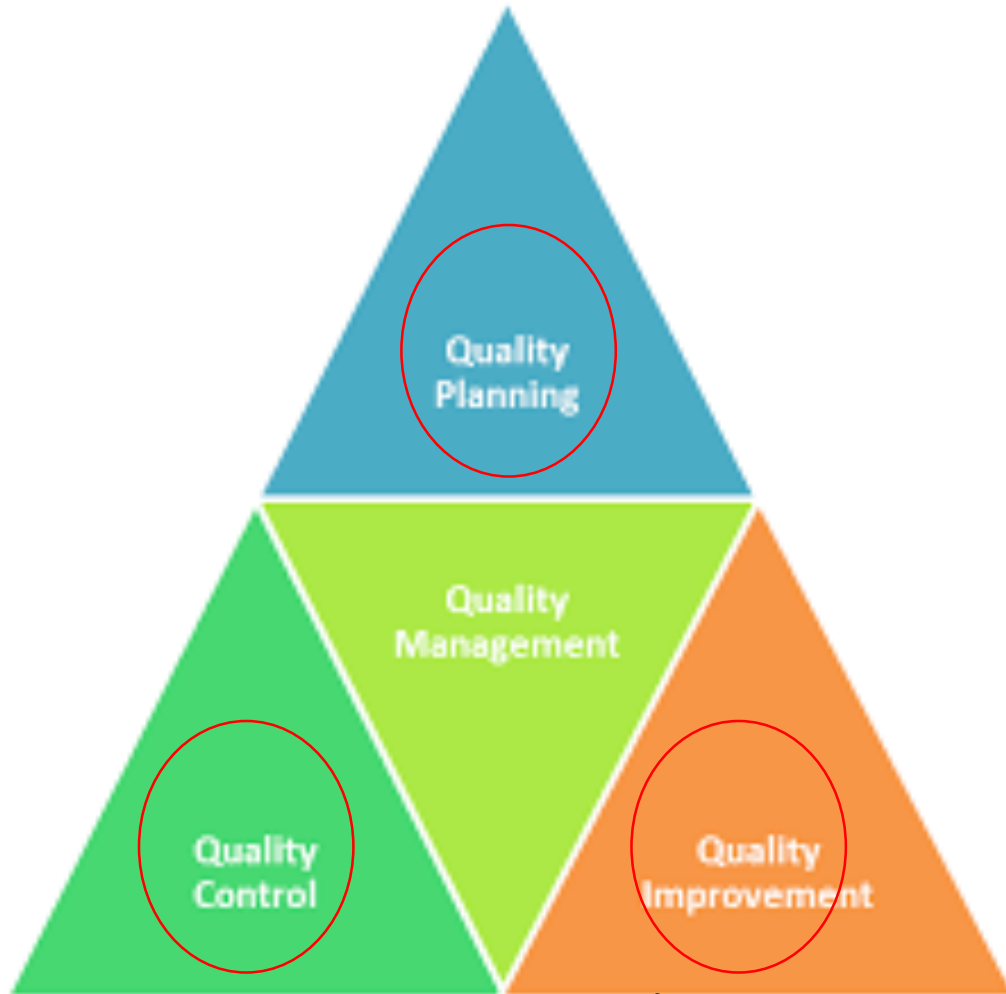 Quality
Planning
Quality
Management
Quality
Control
Quality
Improvement